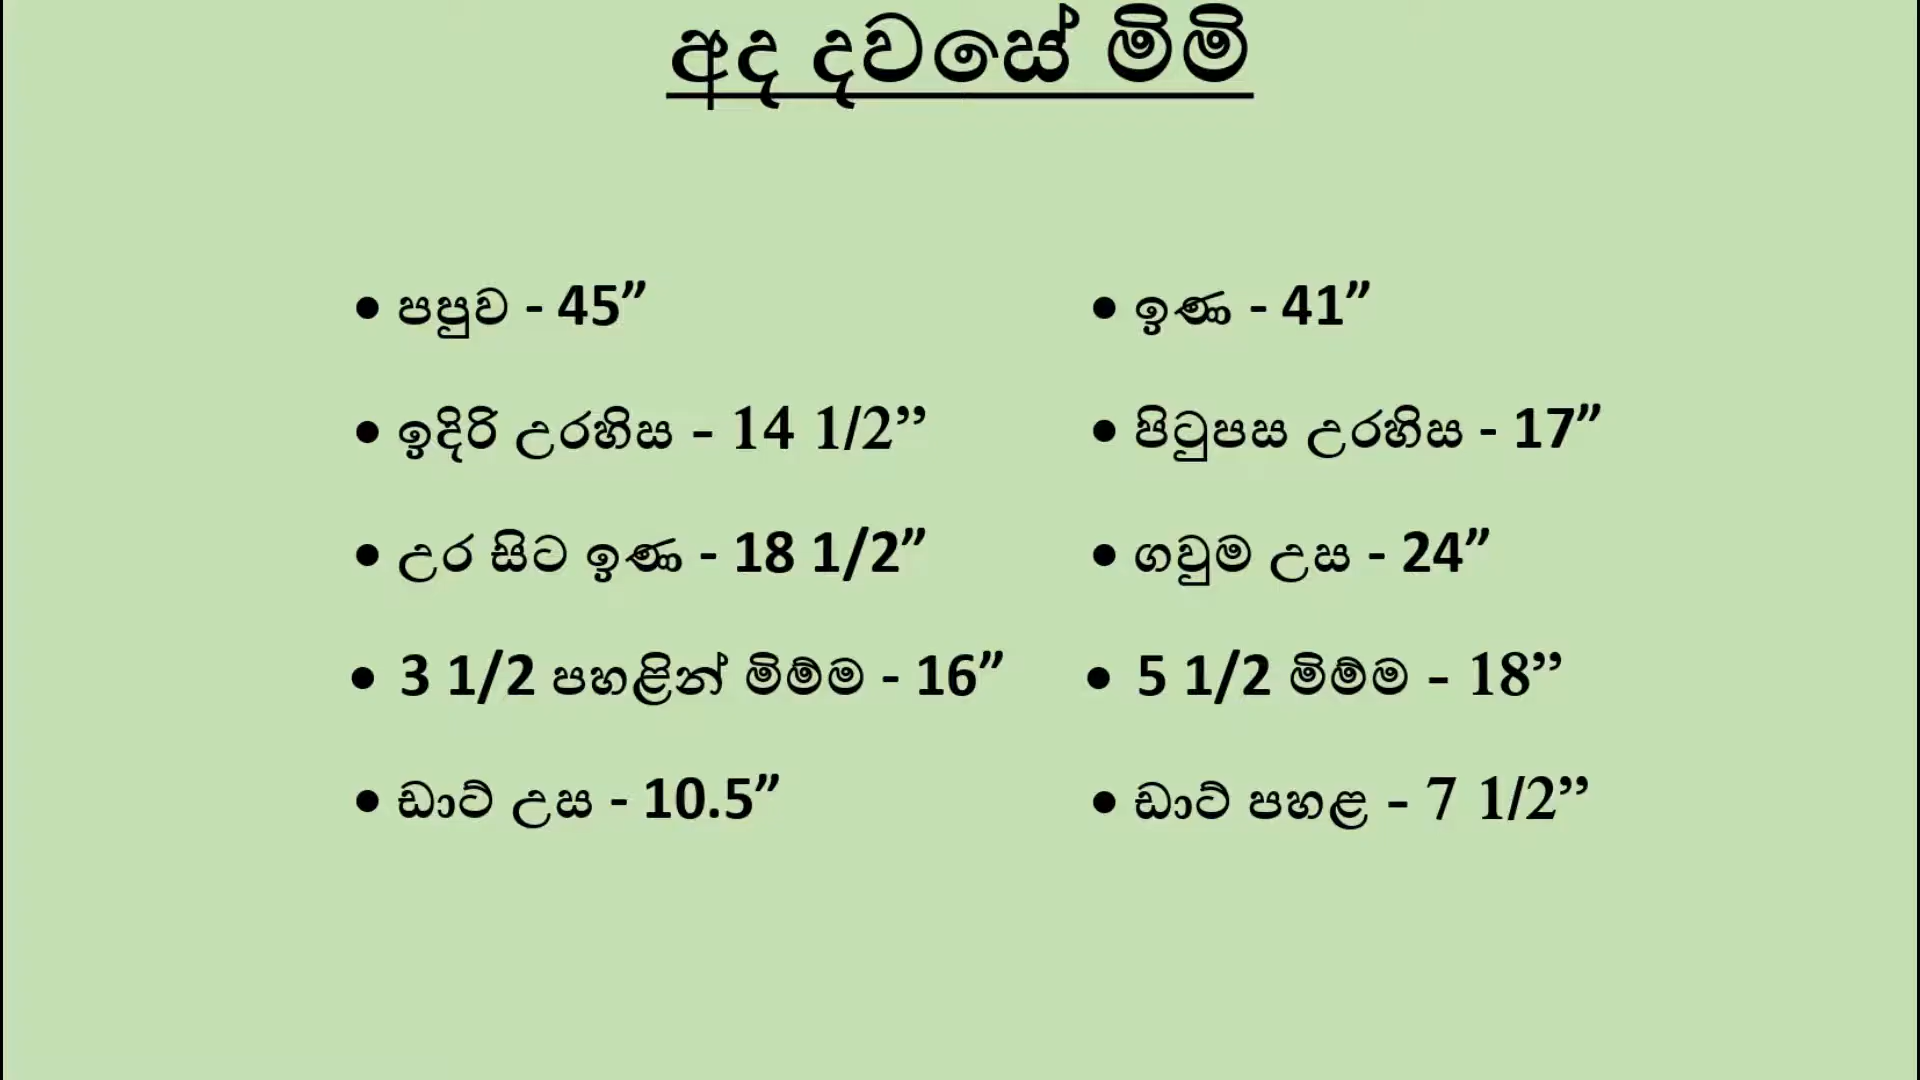 අද දවසේ මිමි
• පපුව - 45”
• ඉණ - 41”
• ඉදිරි උරහිස – 14 1/2”
• පිටුපස උරහිස - 17”
• උර සිට ඉණ - 18 1/2”
• ගවුම උස - 24”
• 3 1/2 පහළින් මිම්ම - 16”
• 5 1/2 මිම්ම – 18”
• ඩාට් උස - 10.5”
• ඩාට් පහළ – 7 1/2”